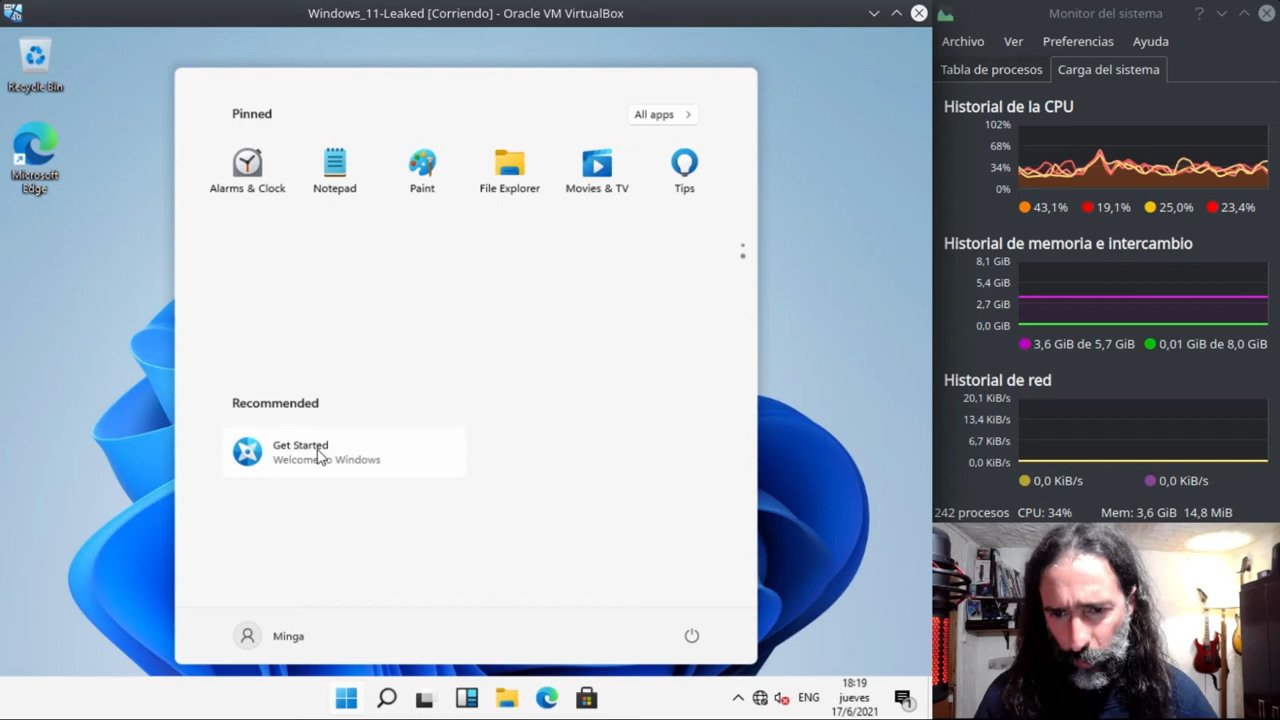 Windows_11-Leaked [Corriendo] - Oracle VM VirtualBox
Recycle Bin
Microsoft
Edge
Pinned
All apps
Alarms & Clock
Notepad
Paint
File Explorer
Movies & TV
Tips
Recommended
Get Started
Welcome to Windows
Minga
ENG
18:19
jueves
17/6/2021
1
Monitor del sistema
Archivo
Ver
Preferencias
Ayuda
Tabla de procesos
Carga del sistema
Historial de la CPU
102%
68%
34%
0%
43,1%
19,1%
25,0%
23,4%
Historial de memoria e intercambio
8,1 GiB
5,4 GiB
2,7 GiB
0,0 GiB
3,6 GiB de 5,7 GiB
0,01 GiB de 8,0 GiB
Historial de red
20,1 KiB/s
13,4 KiB/s
6,7 KiB/s
0,0 KiB/s
0,0 KiB/s
0,0 KiB/s
242 procesos
CPU: 34%
Mem: 3,6 GiB
14,8 MiB